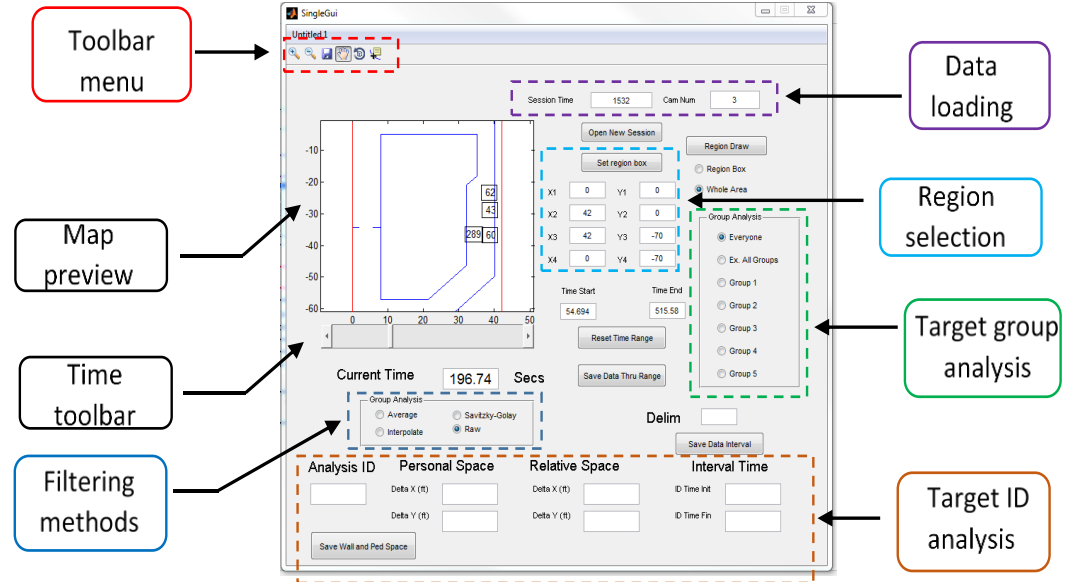 SingleGui
Untitled 1
Toolbar
menu
Data
loading
Session Time 1532 Cam Num 3
Open New Session
Region Draw
Set region box
Region Box
Whole Area
X1 0 Y1 0
X2 42 Y2 0
X3 42 Y3 -70
X4 0 Y4 -70
Region
selection
Map
preview
-10
-20
-30
-40
-50
-60
62
43
289 60
0 10 20 30 40 50
Group Analysis
Everyone
Ex. All Groups
Group 1
Group 2
Group 3
Group 4
Group 5
Target group
analysis
Time Start Time End
54.694 515.58
Reset Time Range
Save Data Thru Range
Time
toolbar
Current Time 196.74 Secs
Group Analysis
Average Savitzky-Golay
Interpolate Raw
Delim
Save Data Interval
Filtering
methods
Analysis ID Personal Space Relative Space Interval Time
Delta X (ft) Delta X (ft) ID Time Init
Delta Y (ft) Delta Y (ft) ID Time Fin
Save Wall and Ped Space
Target ID
analysis